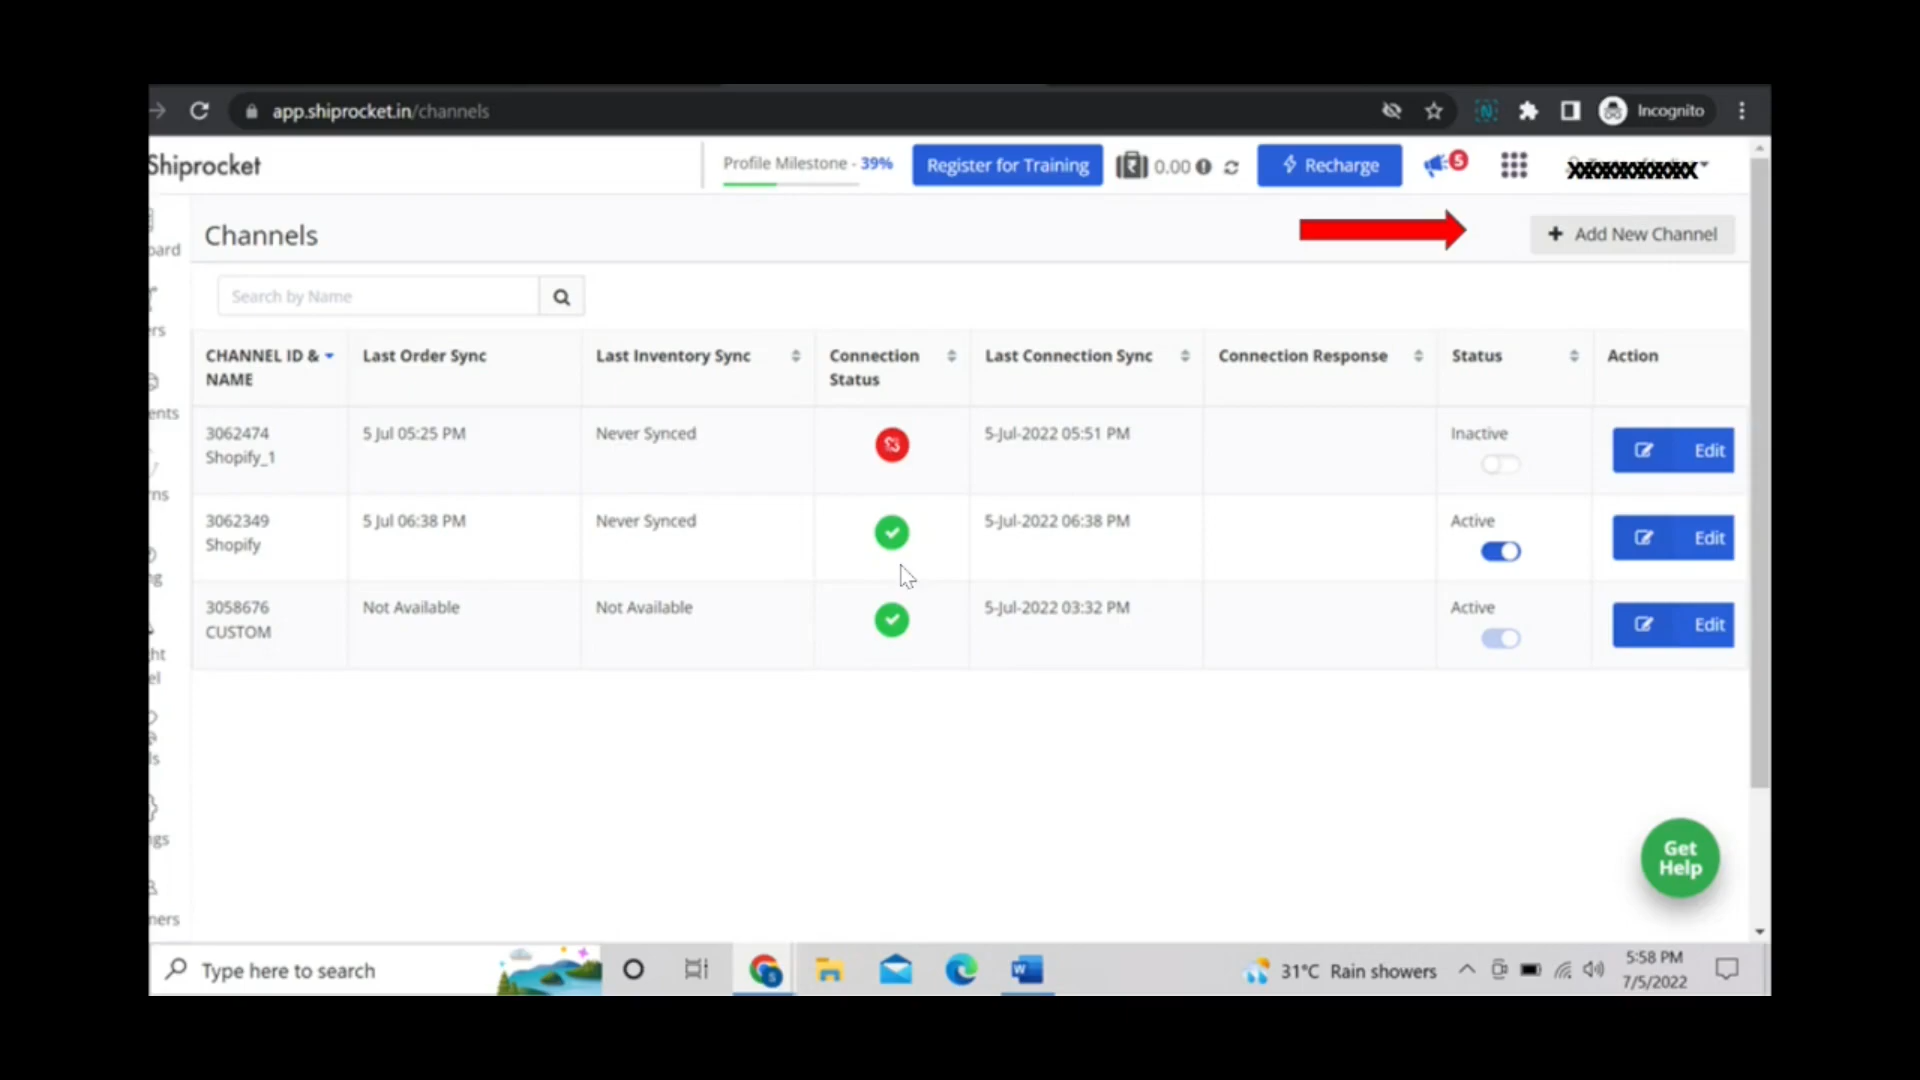 app.shiprocket.in/channels
Incognito
Shiprocket
Profile Milestone - 39%
Register for Training
0.00
Recharge
5
Channels
+ Add New Channel
Search by Name
CHANNEL ID & NAME
Last Order Sync
Last Inventory Sync
Connection Status
Last Connection Sync
Connection Response
Status
Action
3062474
Shopify_1
5 Jul 05:25 PM
Never Synced
5-Jul-2022 05:51 PM
Inactive
Edit
3062349
Shopify
5 Jul 06:38 PM
Never Synced
5-Jul-2022 06:38 PM
Active
Edit
3058676
CUSTOM
Not Available
Not Available
5-Jul-2022 03:32 PM
Active
Edit
Get
Help
Type here to search
31°C Rain showers
5:58 PM
7/5/2022